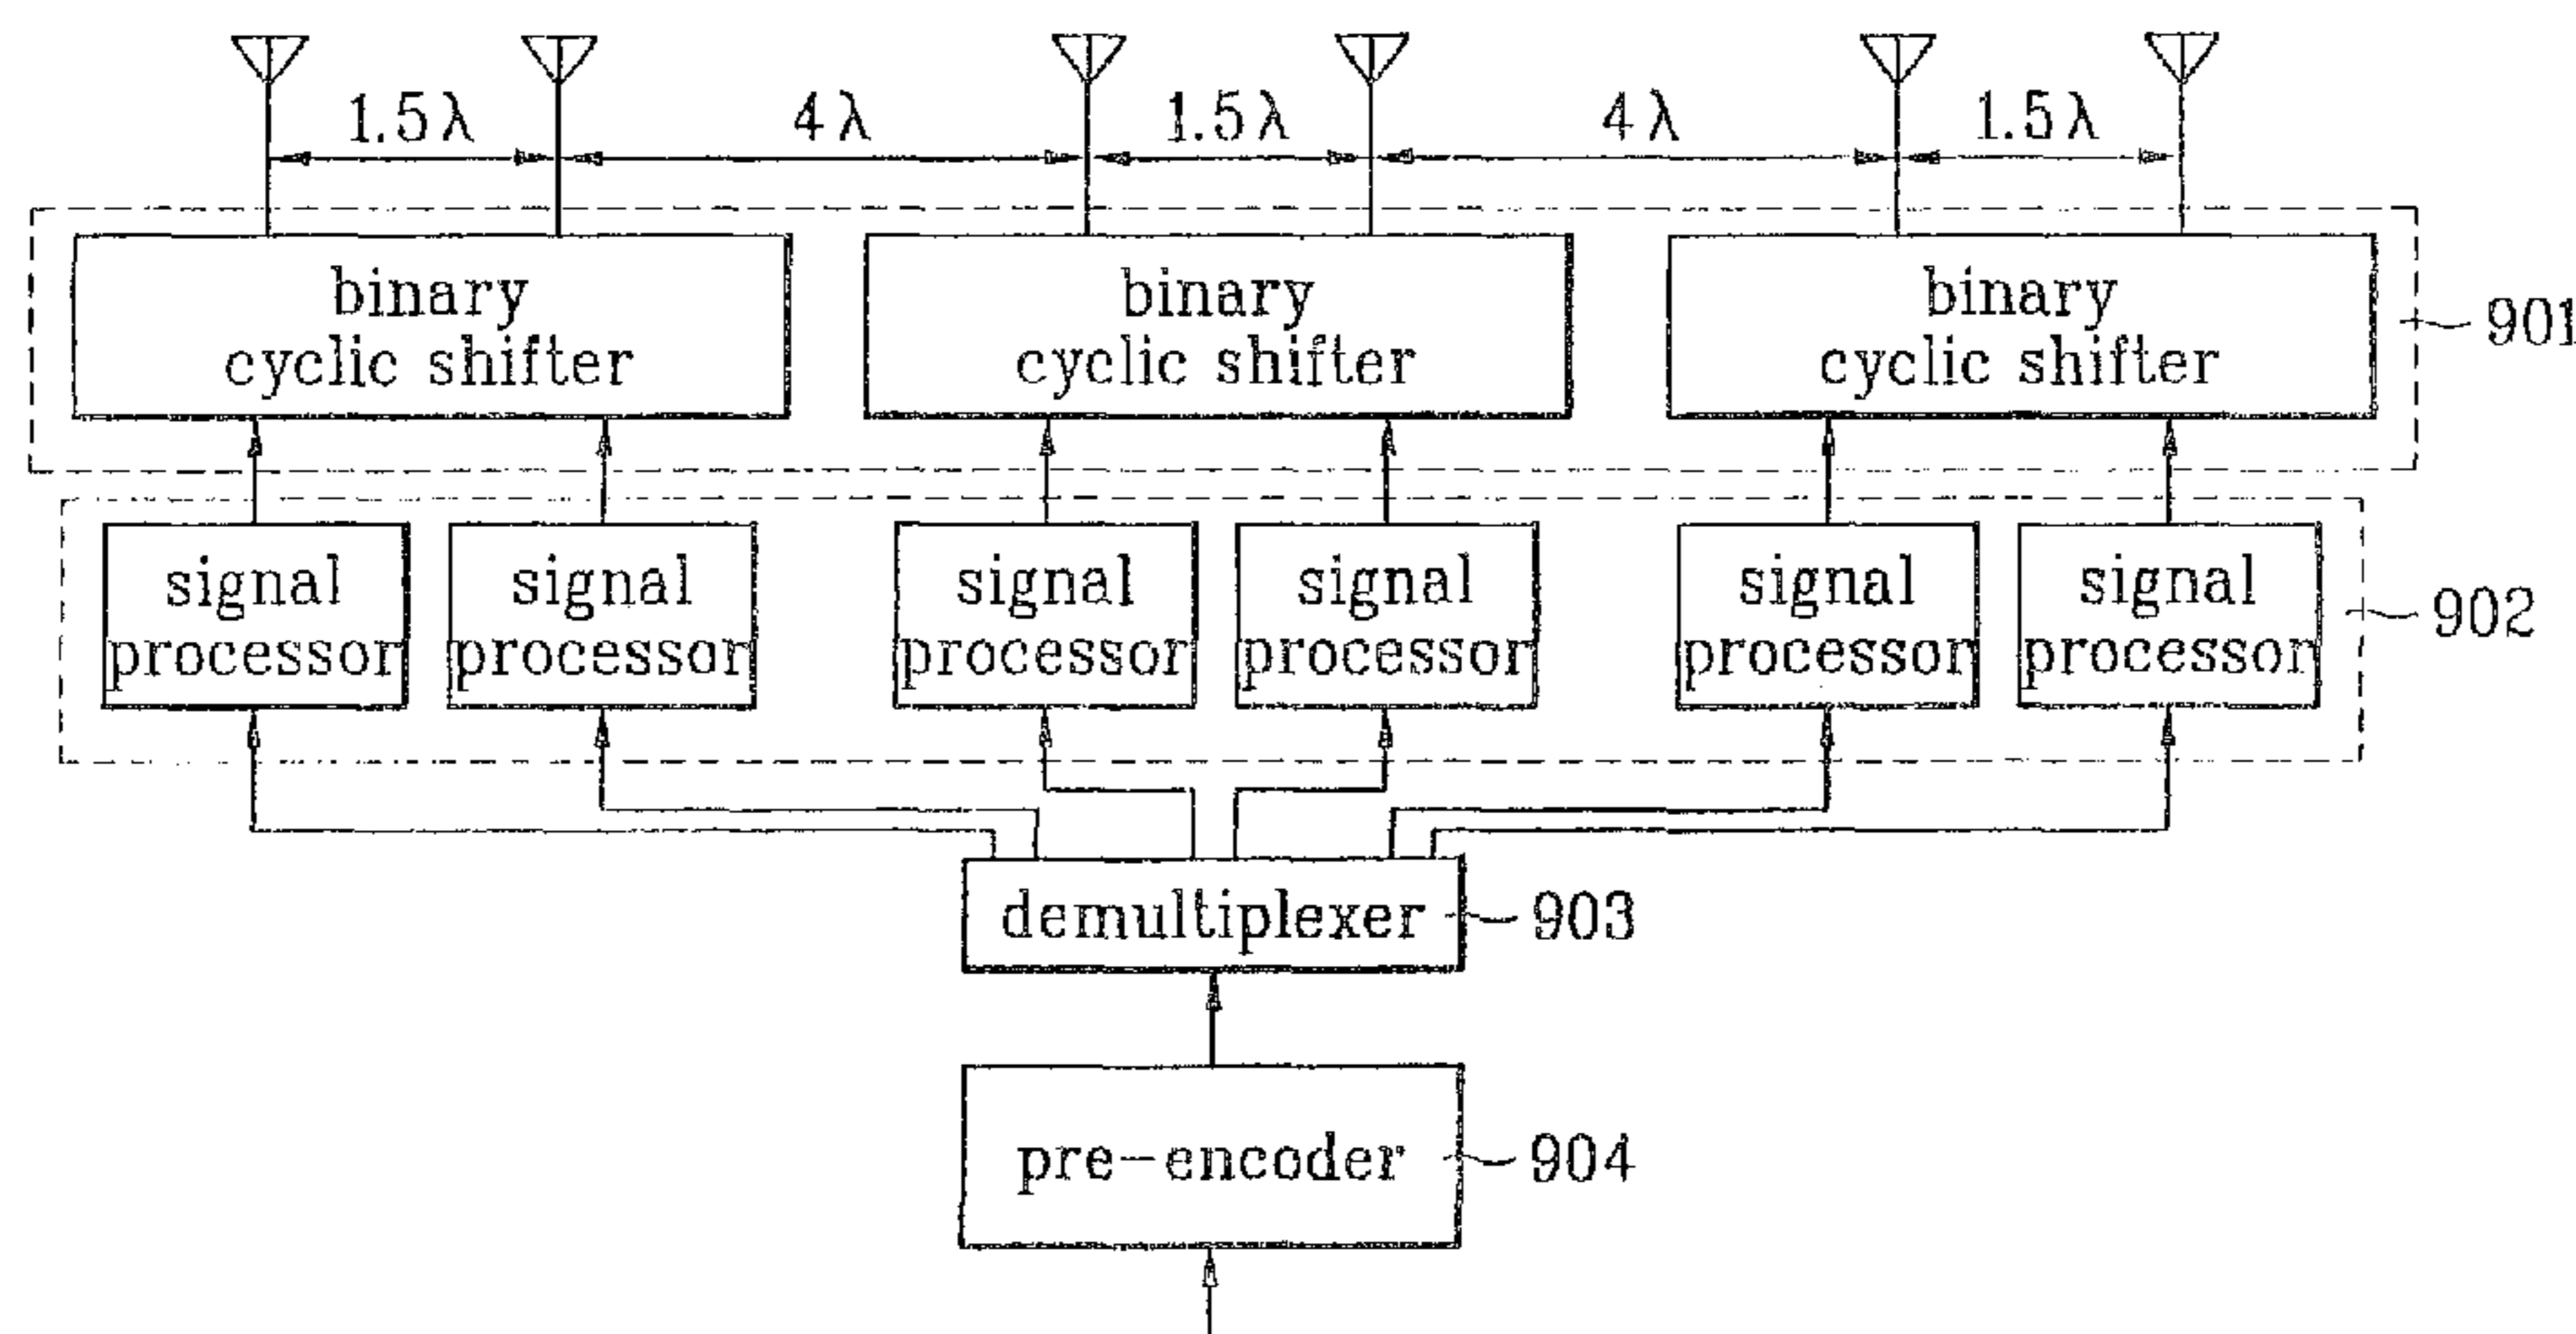 1.5λ 4λ 1.5λ 4λ 1.5λ
binary binary binary
cyclic shifter cyclic shifter cyclic shifter
901
signal signal signal signal signal signal
processor processor processor processor processor processor
902
demultiplexer 903
pre-encoder 904